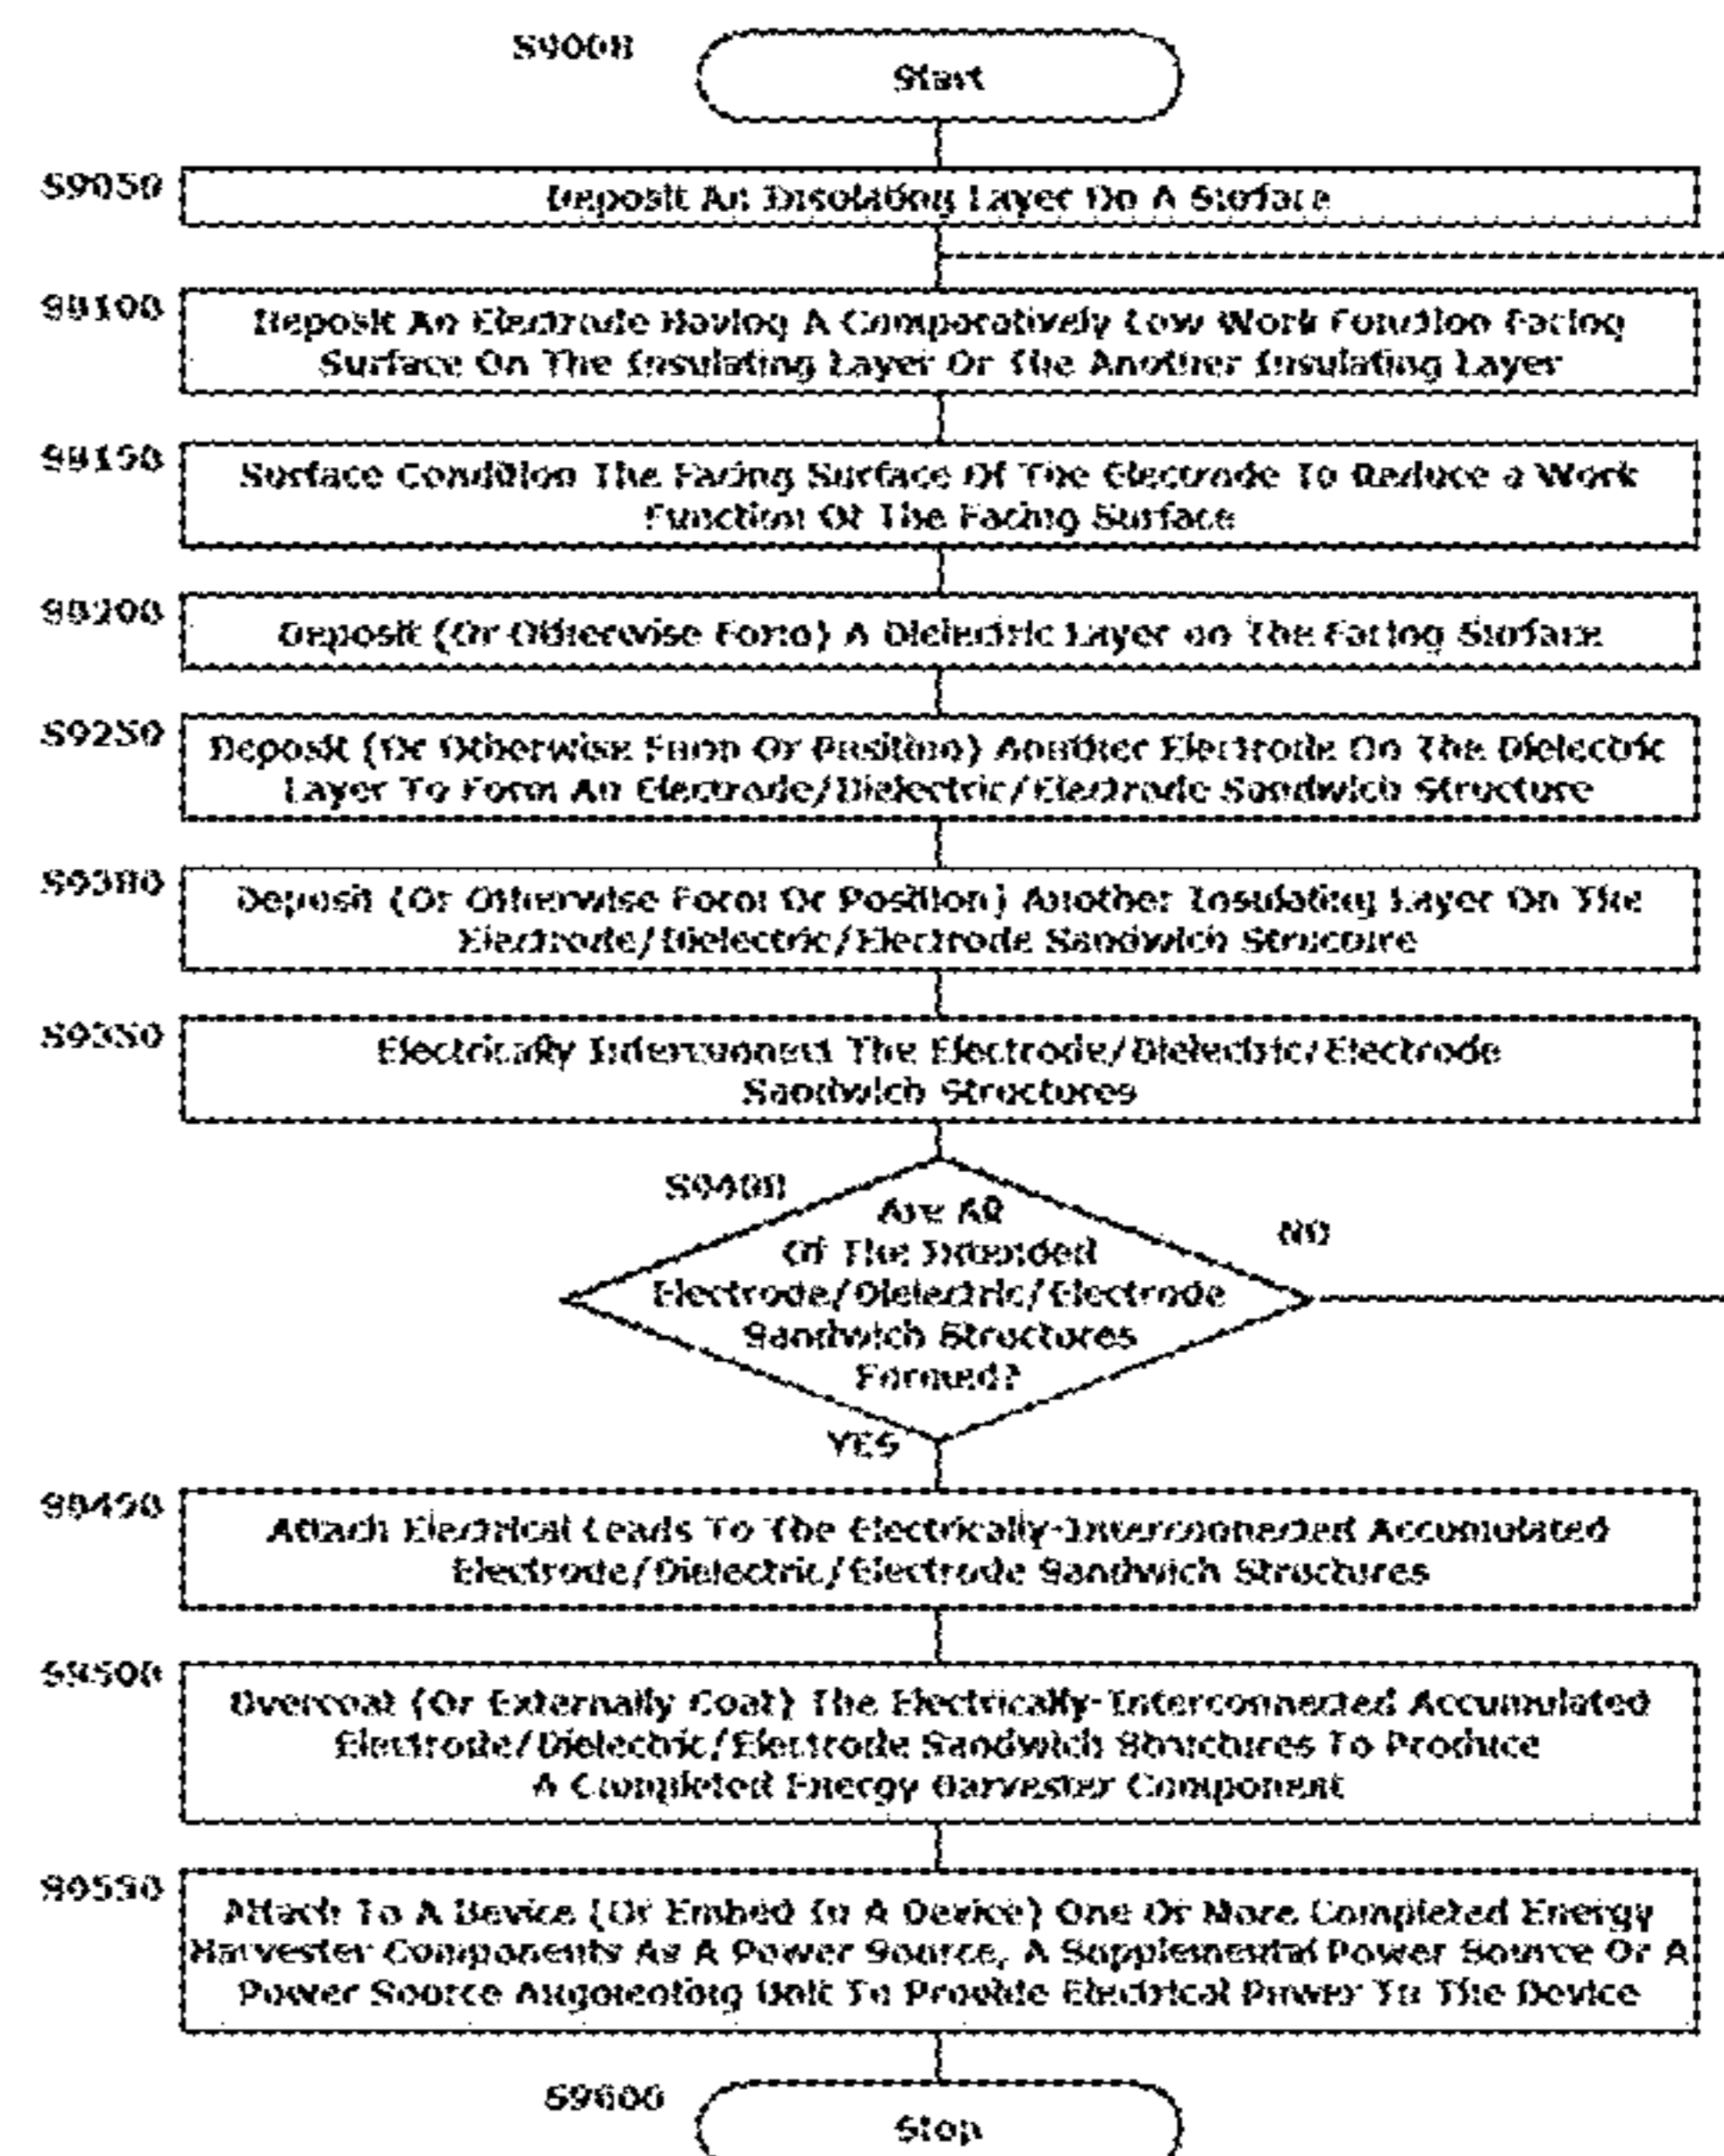 S9000
Start
S9050
Deposit An Insulating Layer On A Surface
S9100
Deposit An Electrode Having A Comparatively Low Work Function Facing
Surface On The Insulating Layer Or The Another Insulating Layer
S9150
Surface Condition The Facing Surface Of The Electrode To Reduce a Work
Function Of The Facing Surface
S9200
Deposit (Or Otherwise Form) A Dielectric Layer on The Facing Surface
S9250
Deposit (Or Otherwise Form Or Position) Another Electrode On The Dielectric
Layer To Form An Electrode/Dielectric/Electrode Sandwich Structure
S9300
Deposit (Or Otherwise Form Or Position) Another Insulating Layer On The
Electrode/Dielectric/Electrode Sandwich Structure
S9350
Electrically Interconnect The Electrode/Dielectric/Electrode
Sandwich Structures
S9400
Are All
Of The Intended
Electrode/Dielectric/Electrode
Sandwich Structures
Formed?
NO
YES
S9450
Attach Electrical Leads To The Electrically-Interconnected Accumulated
Electrode/Dielectric/Electrode Sandwich Structures
S9500
Overcoat (Or Externally Coat) The Electrically-Interconnected Accumulated
Electrode/Dielectric/Electrode Sandwich Structures To Produce
A Completed Energy Harvester Component
S9550
Attach To A Device (Or Embed In A Device) One Or More Completed Energy
Harvester Components As A Power Source, A Supplemental Power Source Or A
Power Source Augmenting Unit To Provide Electrical Power To The Device
S9600
Stop